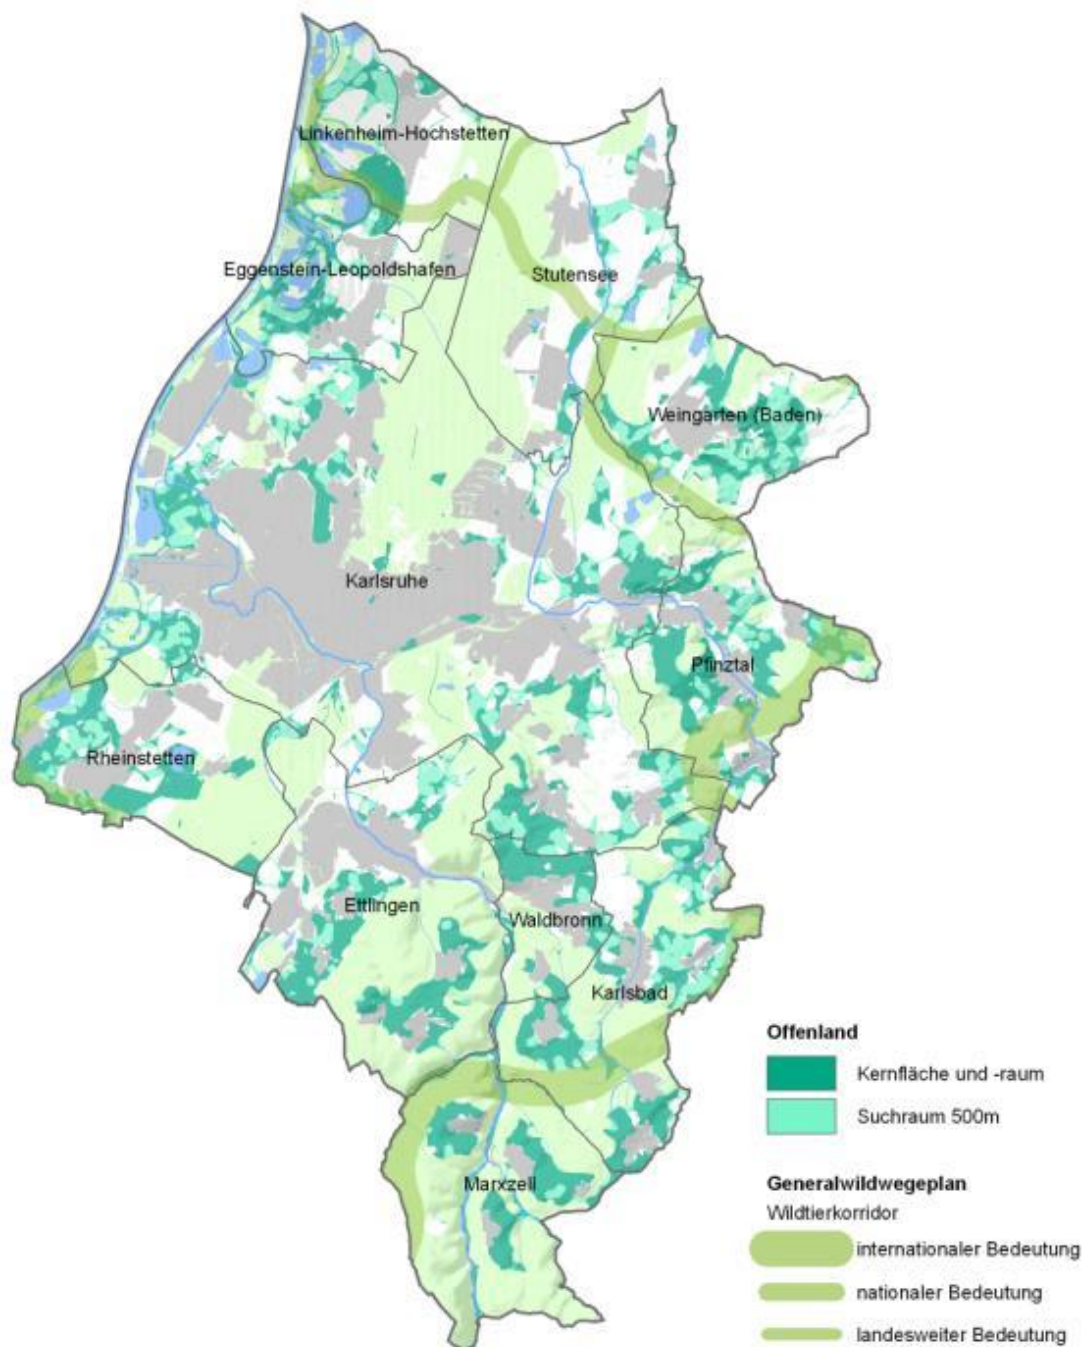 Linkenheim-Hochstetten
Eggenstein-Leopoldshafen
Stutensee
Weingarten (Baden)
Karlsruhe
Pfinztal
Rheinstetten
Ettlingen
Waldbronn
Karlsbad
Marxzell
Offenland
Kernfläche und -raum
Suchraum 500m
Generalwildwegeplan
Wildtierkorridor
internationaler Bedeutung
nationaler Bedeutung
landesweiter Bedeutung